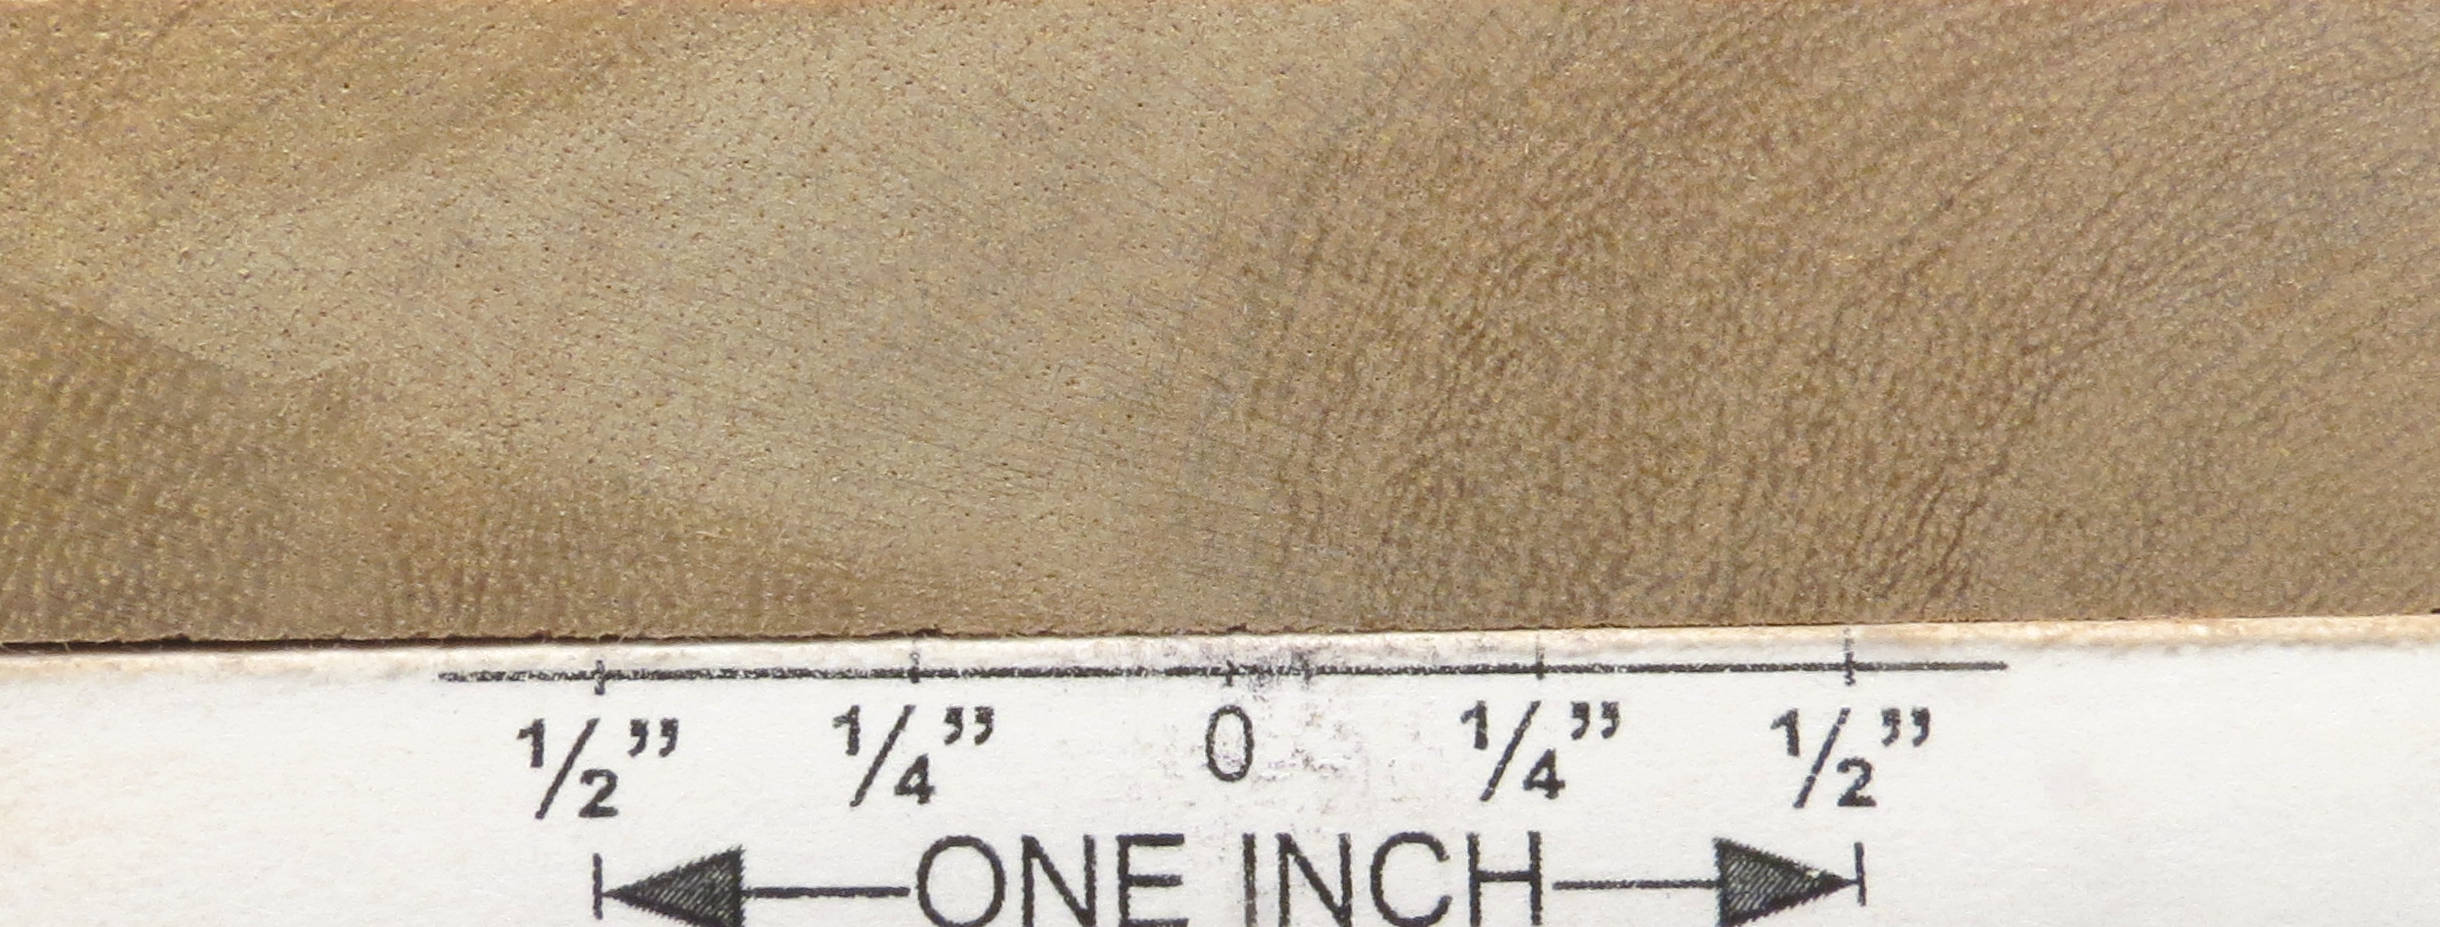 1/2” 1/4” 0 1/4” 1/2”
ONE INCH